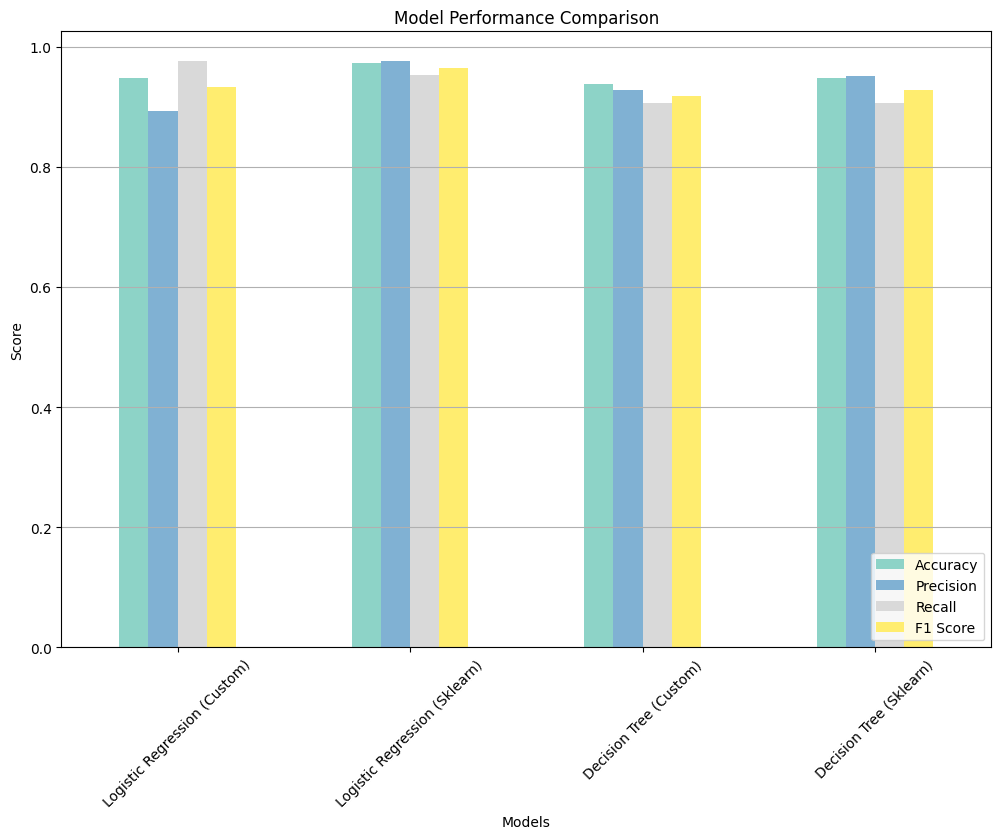 Model Performance Comparison
1.0
0.8
0.6
0.4
0.2
0.0
Score
Accuracy
Precision
Recall
F1 Score
Logistic Regression (Custom)
Logistic Regression (Sklearn)
Decision Tree (Custom)
Decision Tree (Sklearn)
Models